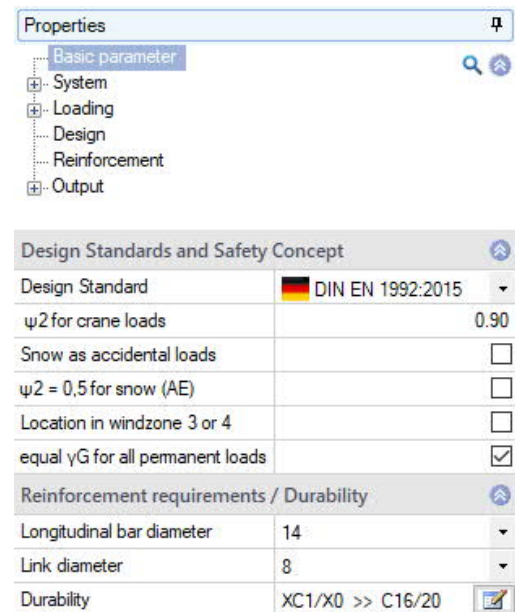 Properties
Basic parameter
System
Loading
Design
Reinforcement
Output
Design Standards and Safety Concept
Design Standard DIN EN 1992:2015
ψ2 for crane loads 0.90
Snow as accidental loads
ψ2 = 0,5 for snow (AE)
Location in windzone 3 or 4
equal γG for all permanent loads
Reinforcement requirements / Durability
Longitudinal bar diameter 14
Link diameter 8
Durability XC1/X0 >> C16/20